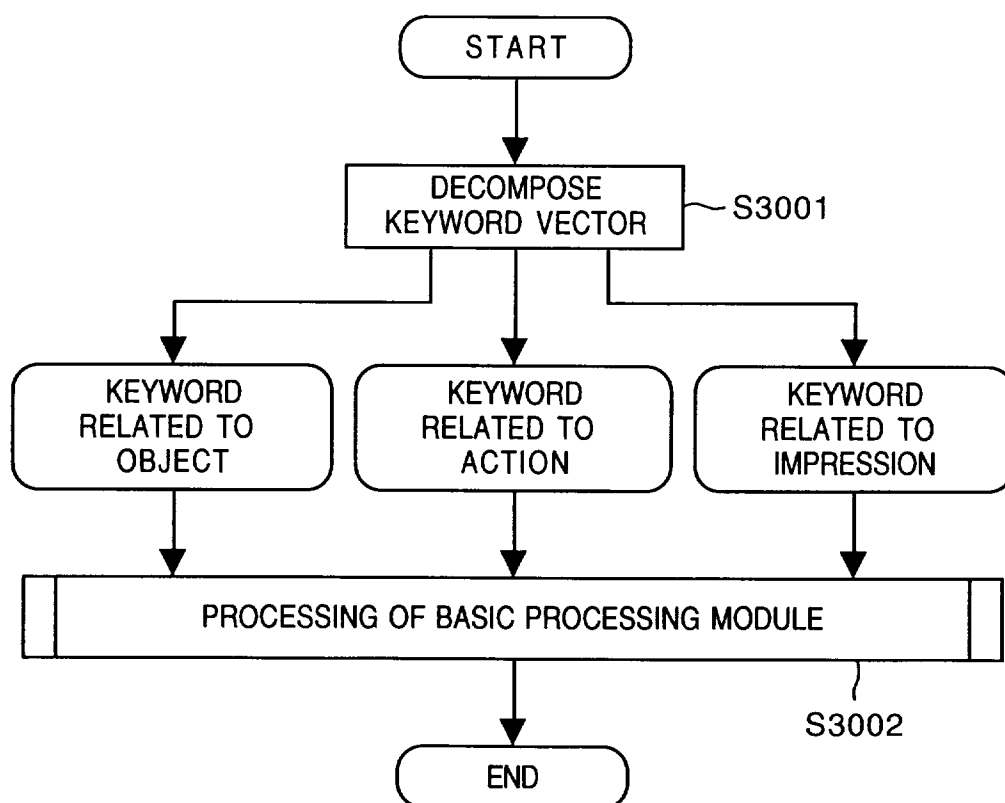 START
DECOMPOSE
KEYWORD VECTOR
S3001
KEYWORD
RELATED TO
OBJECT
KEYWORD
RELATED TO
ACTION
KEYWORD
RELATED TO
IMPRESSION
PROCESSING OF BASIC PROCESSING MODULE
S3002
END